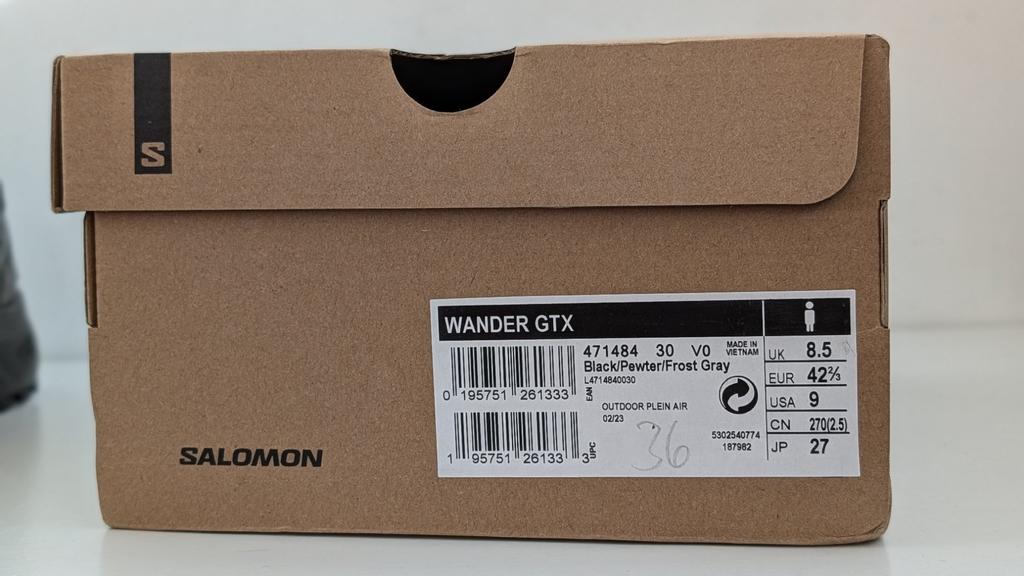 S
WANDER GTX
471484 30 V0
MADE IN
VIETNAM
Black/Pewter/Frost Gray
L4714840030
EAN
0 195751 261333
OUTDOOR PLEIN AIR
02/23
36
5302540774
187982
UPC
1 95751 26133 3
UK 8.5
EUR 42⅔
USA 9
CN 270(2.5)
JP 27
SALOMON